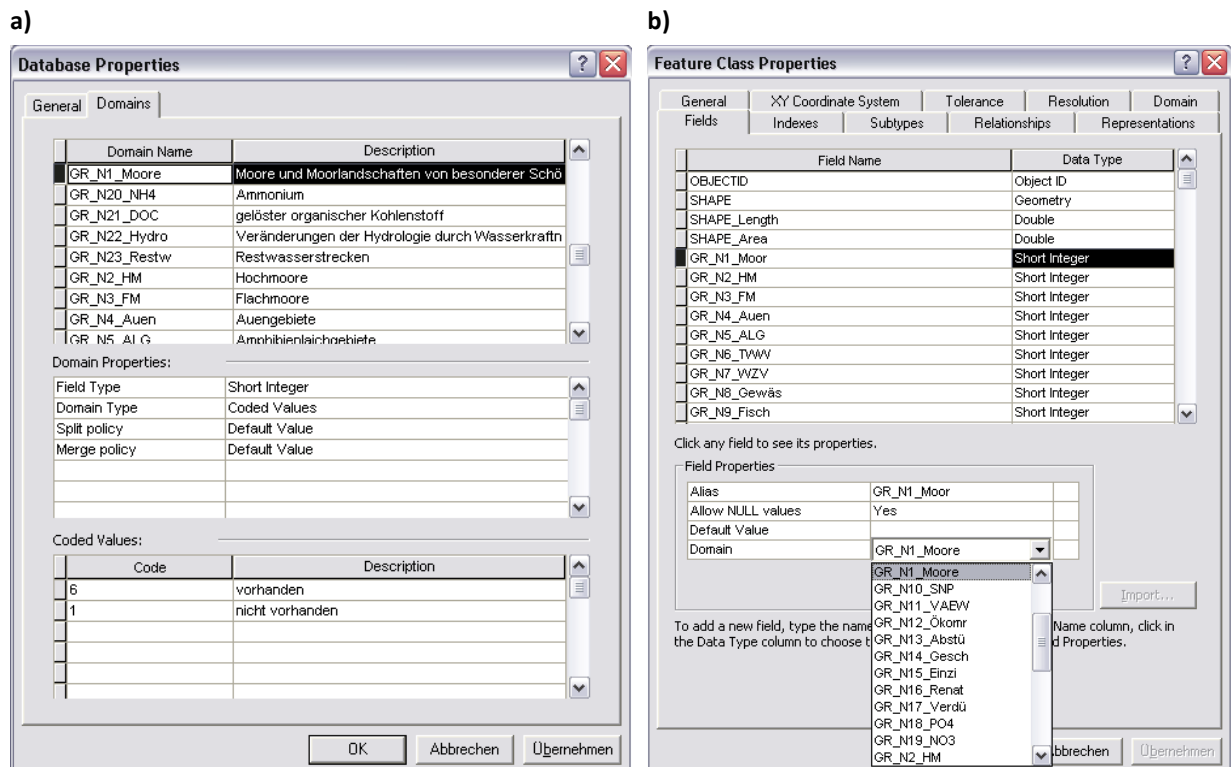 a)
Database Properties
General Domains
Domain Name Description
GR_N1_Moore Moore und Moorlandschaften von besonderer Schö
GR_N20_NH4 Ammonium
GR_N21_DOC gelöster organischer Kohlenstoff
GR_N22_Hydro Veränderungen der Hydrologie durch Wasserkraftn
GR_N23_Restw Restwasserstrecken
GR_N2_HM Hochmoore
GR_N3_FM Flachmoore
GR_N4_Auen Auengebiete
GR_N5_ALG Amphibienlaichgebiete
Domain Properties:
Field Type Short Integer
Domain Type Coded Values
Split policy Default Value
Merge policy Default Value
Coded Values:
Code Description
6 vorhanden
1 nicht vorhanden
OK Abbrechen Übernehmen
b)
Feature Class Properties
General XY Coordinate System Tolerance Resolution Domain
Fields Indexes Subtypes Relationships Representations
Field Name Data Type
OBJECTID Object ID
SHAPE Geometry
SHAPE_Length Double
SHAPE_Area Double
GR_N1_Moor Short Integer
GR_N2_HM Short Integer
GR_N3_FM Short Integer
GR_N4_Auen Short Integer
GR_N5_ALG Short Integer
GR_N6_TWW Short Integer
GR_N7_WZV Short Integer
GR_N8_Gewäs Short Integer
GR_N9_Fisch Short Integer
Click any field to see its properties.
Field Properties
Alias GR_N1_Moor
Allow NULL values Yes
Default Value
Domain GR_N1_Moore
GR_N1_Moore
GR_N10_SNP
GR_N11_VAEW
GR_N12_Ökomr
GR_N13_Abstü
GR_N14_Gesch
GR_N15_Einzi
GR_N16_Renat
GR_N17_Verdü
GR_N18_PO4
GR_N19_NO3
GR_N2_HM
Import...
To add a new field, type the name Name column, click in
the Data Type column to choose t d Properties.
bbrechen Übernehmen